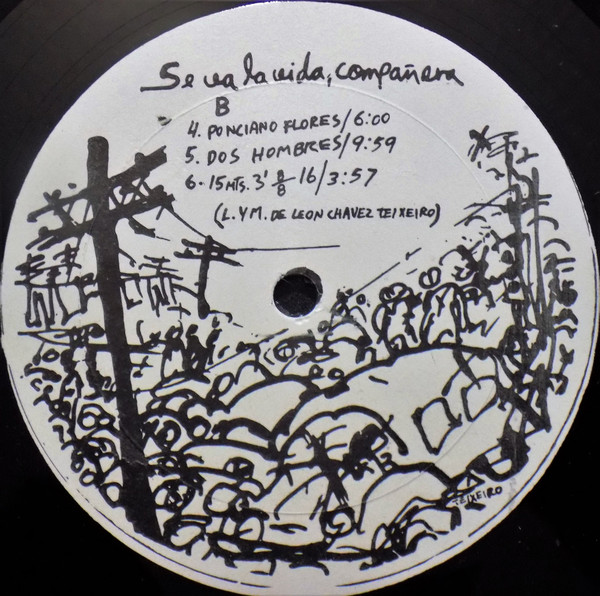 Se va la vida, compañera
B
4. PONCIANO FLORES/6:00
5. DOS HOMBRES/9:59
6. 15 MTS. 3' 8/8 16/3:57
(L. Y M. DE LEON CHAVEZ TEIXEIRO)
TEIXEIRO